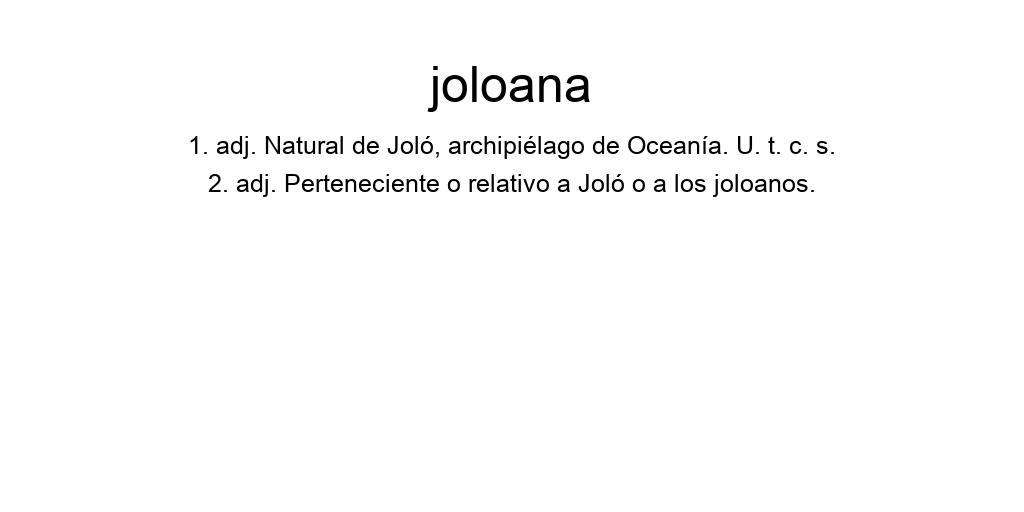 joloana
1. adj. Natural de Joló, archipiélago de Oceanía. U. t. c. s.
2. adj. Perteneciente o relativo a Joló o a los joloanos.